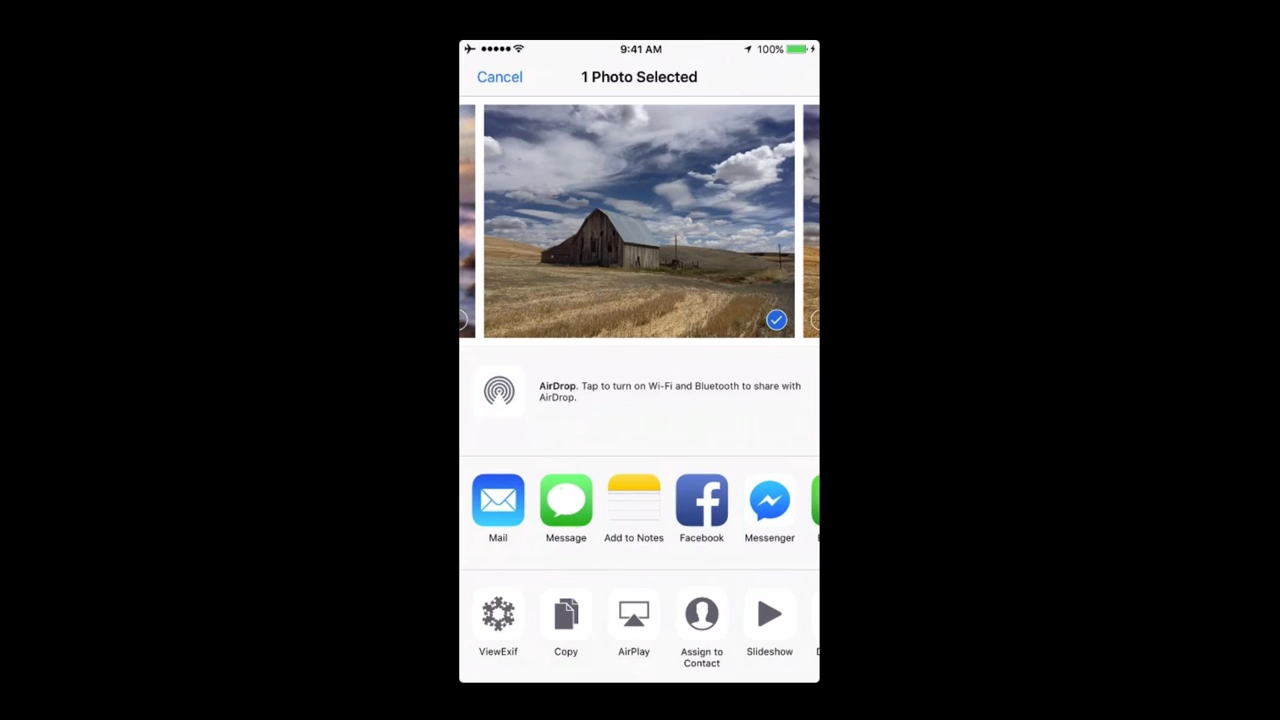 9:41 AM
100%
Cancel
1 Photo Selected
AirDrop. Tap to turn on Wi-Fi and Bluetooth to share with
AirDrop.
Mail
Message
Add to Notes
Facebook
Messenger
ViewExif
Copy
AirPlay
Assign to
Contact
Slideshow